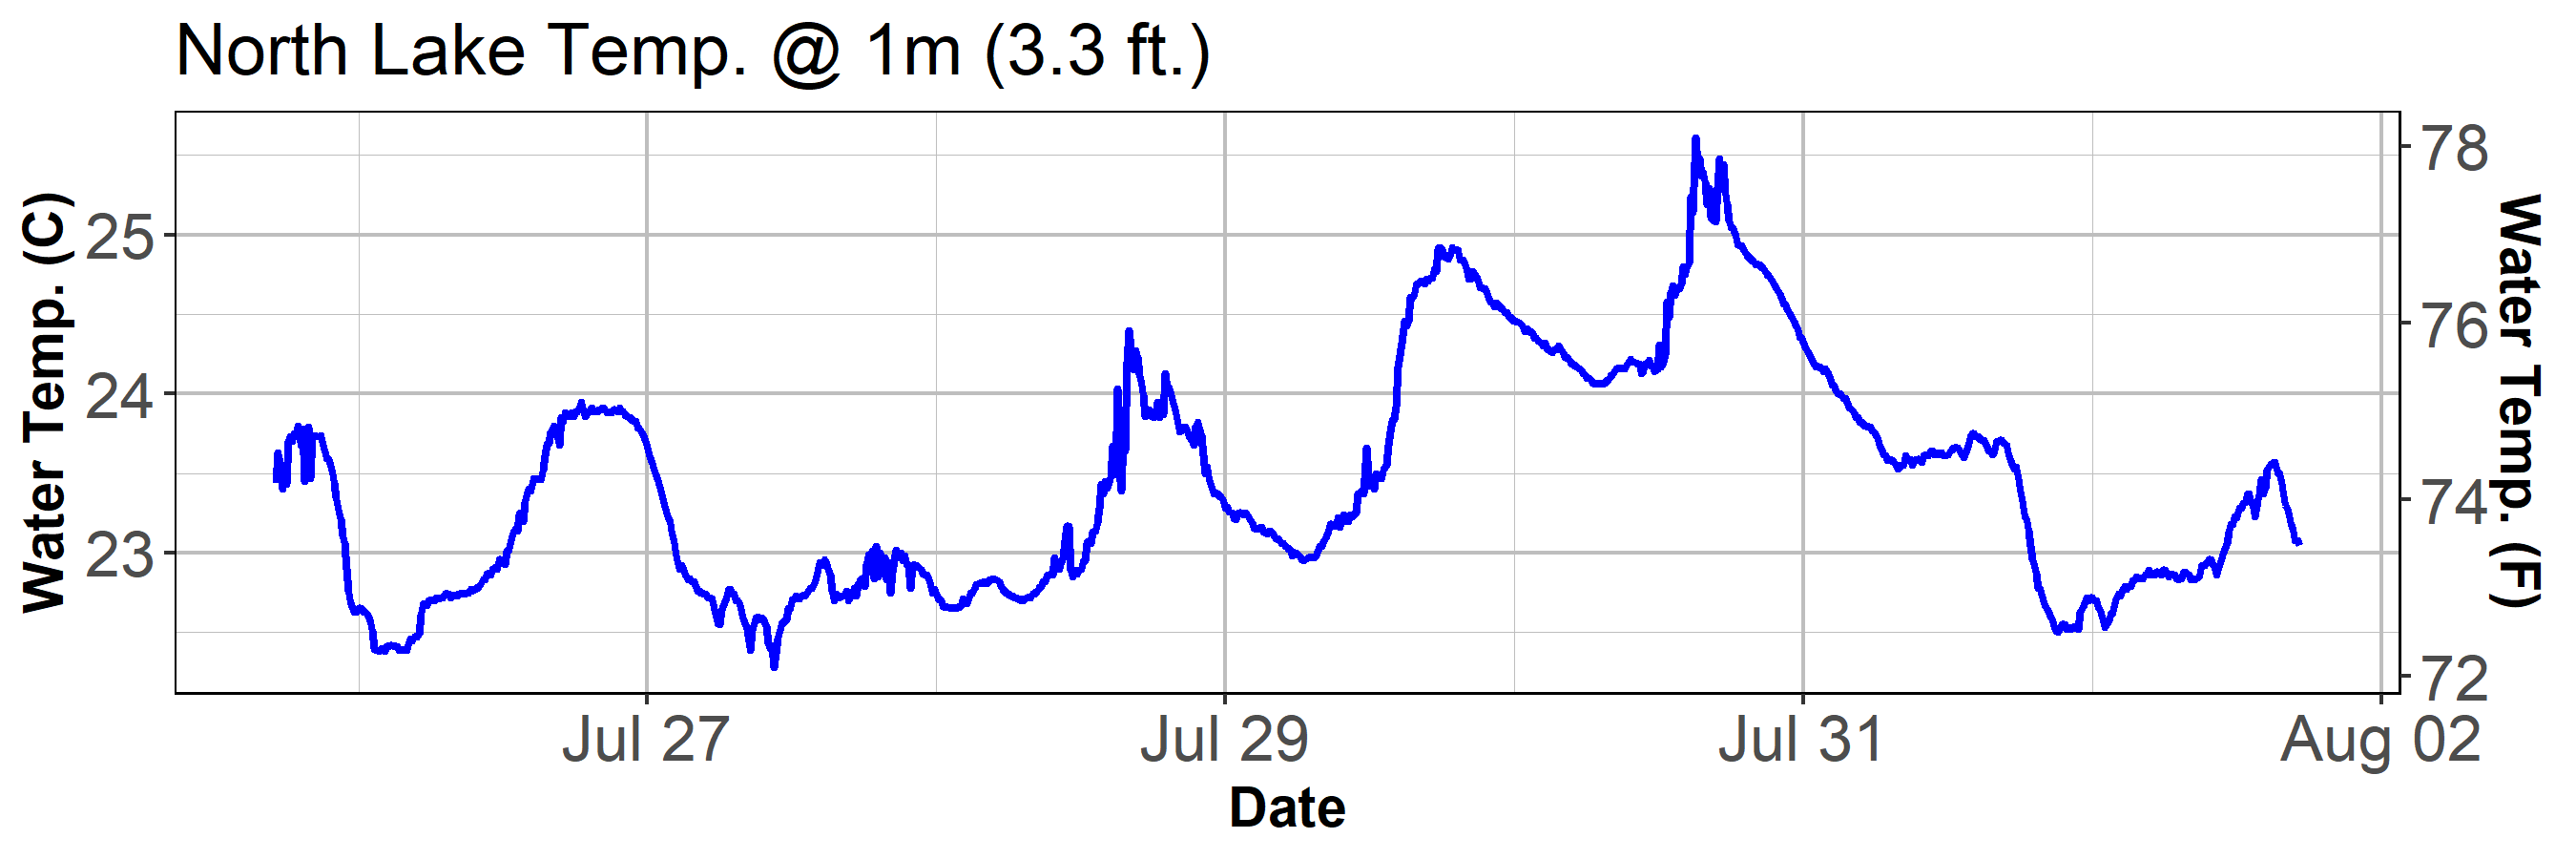 North Lake Temp. @ 1m (3.3 ft.)
Water Temp. (C)
25
24
23
78
76
74
72
Water Temp. (F)
Jul 27
Jul 29
Jul 31
Aug 02
Date